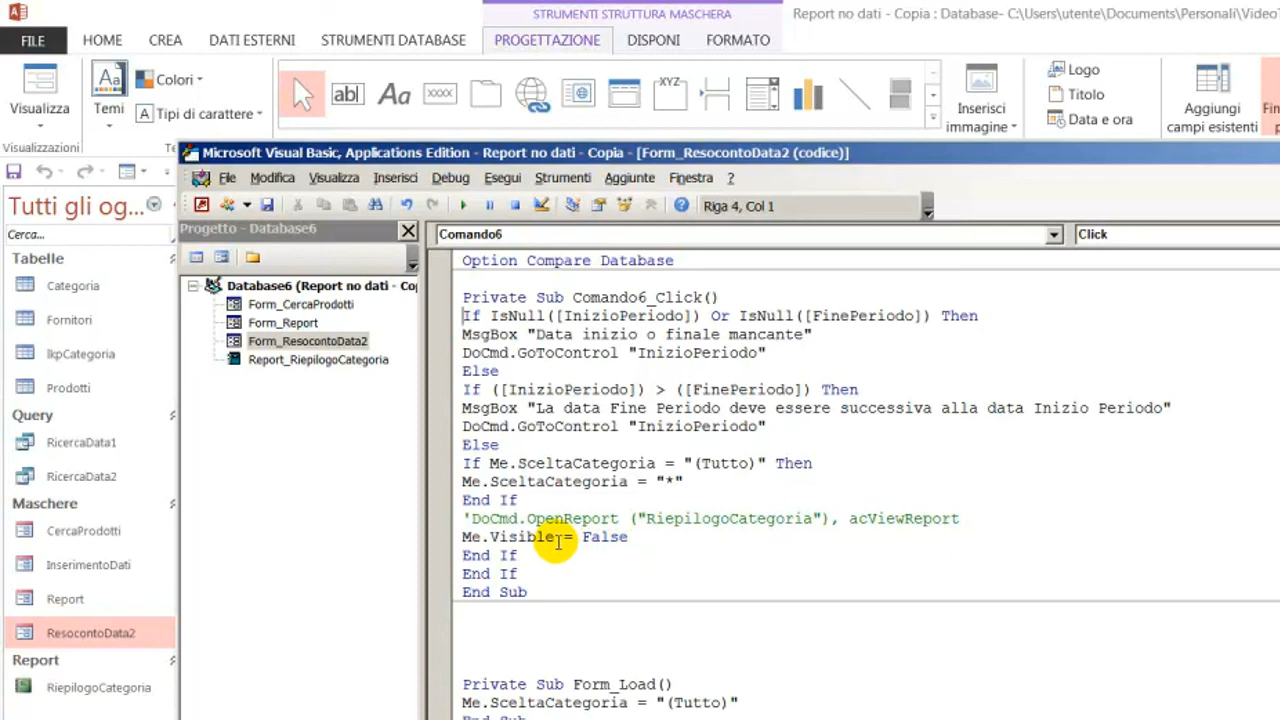 STRUMENTI STRUTTURA MASCHERA
Report no dati - Copia : Database- C:\Users\utente\Documents\Personali\Video
FILE HOME CREA DATI ESTERNI STRUMENTI DATABASE PROGETTAZIONE DISPONI FORMATO
Visualizza
Visualizzazioni
Aa
Temi
Colori
A Tipi di carattere
ab|
Aa
XXXX
XYZ
Inserisci
immagine
Logo
Titolo
Data e ora
Aggiungi
campi esistenti
Microsoft Visual Basic, Applications Edition - Report no dati - Copia - [Form_ResocontoData2 (codice)]
File Modifica Visualizza Inserisci Debug Esegui Strumenti Aggiunte Finestra ?
Riga 4, Col 1
Tutti gli og...
Cerca...
Tabelle
Categoria
Fornitori
lkpCategoria
Prodotti
Query
RicercaData1
RicercaData2
Maschere
CercaProdotti
InserimentoDati
Report
ResocontoData2
Report
RiepilogoCategoria
Progetto - Database6
Database6 (Report no dati - Co
Form_CercaProdotti
Form_Report
Form_ResocontoData2
Report_RiepilogoCategoria
Comando6
Click
Option Compare Database
Private Sub Comando6_Click()
If IsNull([InizioPeriodo]) Or IsNull([FinePeriodo]) Then
MsgBox "Data inizio o finale mancante"
DoCmd.GoToControl "InizioPeriodo"
Else
If ([InizioPeriodo]) > ([FinePeriodo]) Then
MsgBox "La data Fine Periodo deve essere successiva alla data Inizio Periodo"
DoCmd.GoToControl "InizioPeriodo"
Else
If Me.SceltaCategoria = "(Tutto)" Then
Me.SceltaCategoria = "*"
End If
'DoCmd.OpenReport ("RiepilogoCategoria"), acViewReport
Me.Visible = False
End If
End If
End Sub
Private Sub Form_Load()
Me.SceltaCategoria = "(Tutto)"
End Sub